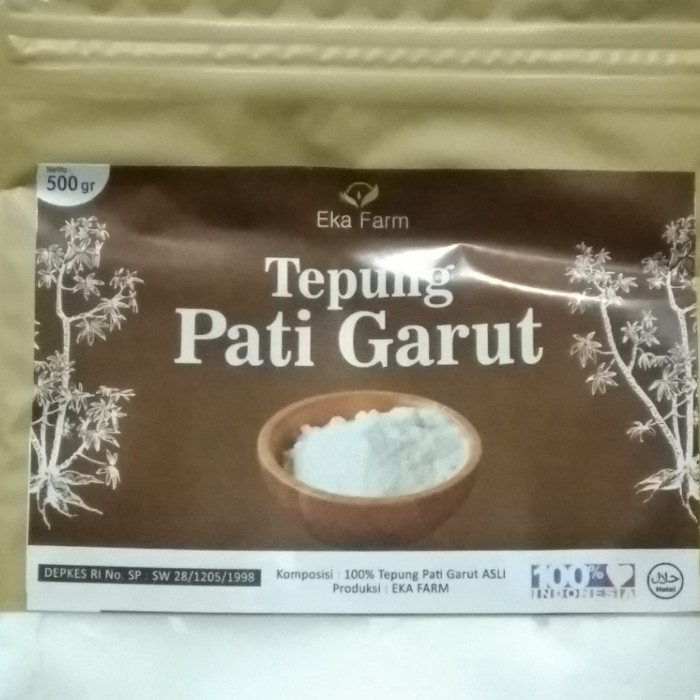 Netto
500 gr
Eka Farm
Tepung
Pati Garut
DEPKES RI No. SP : SW 28/1205/1998
Komposisi : 100% Tepung Pati Garut ASLI
Produksi : EKA FARM
100%
INDONESIA
حلال
Halal